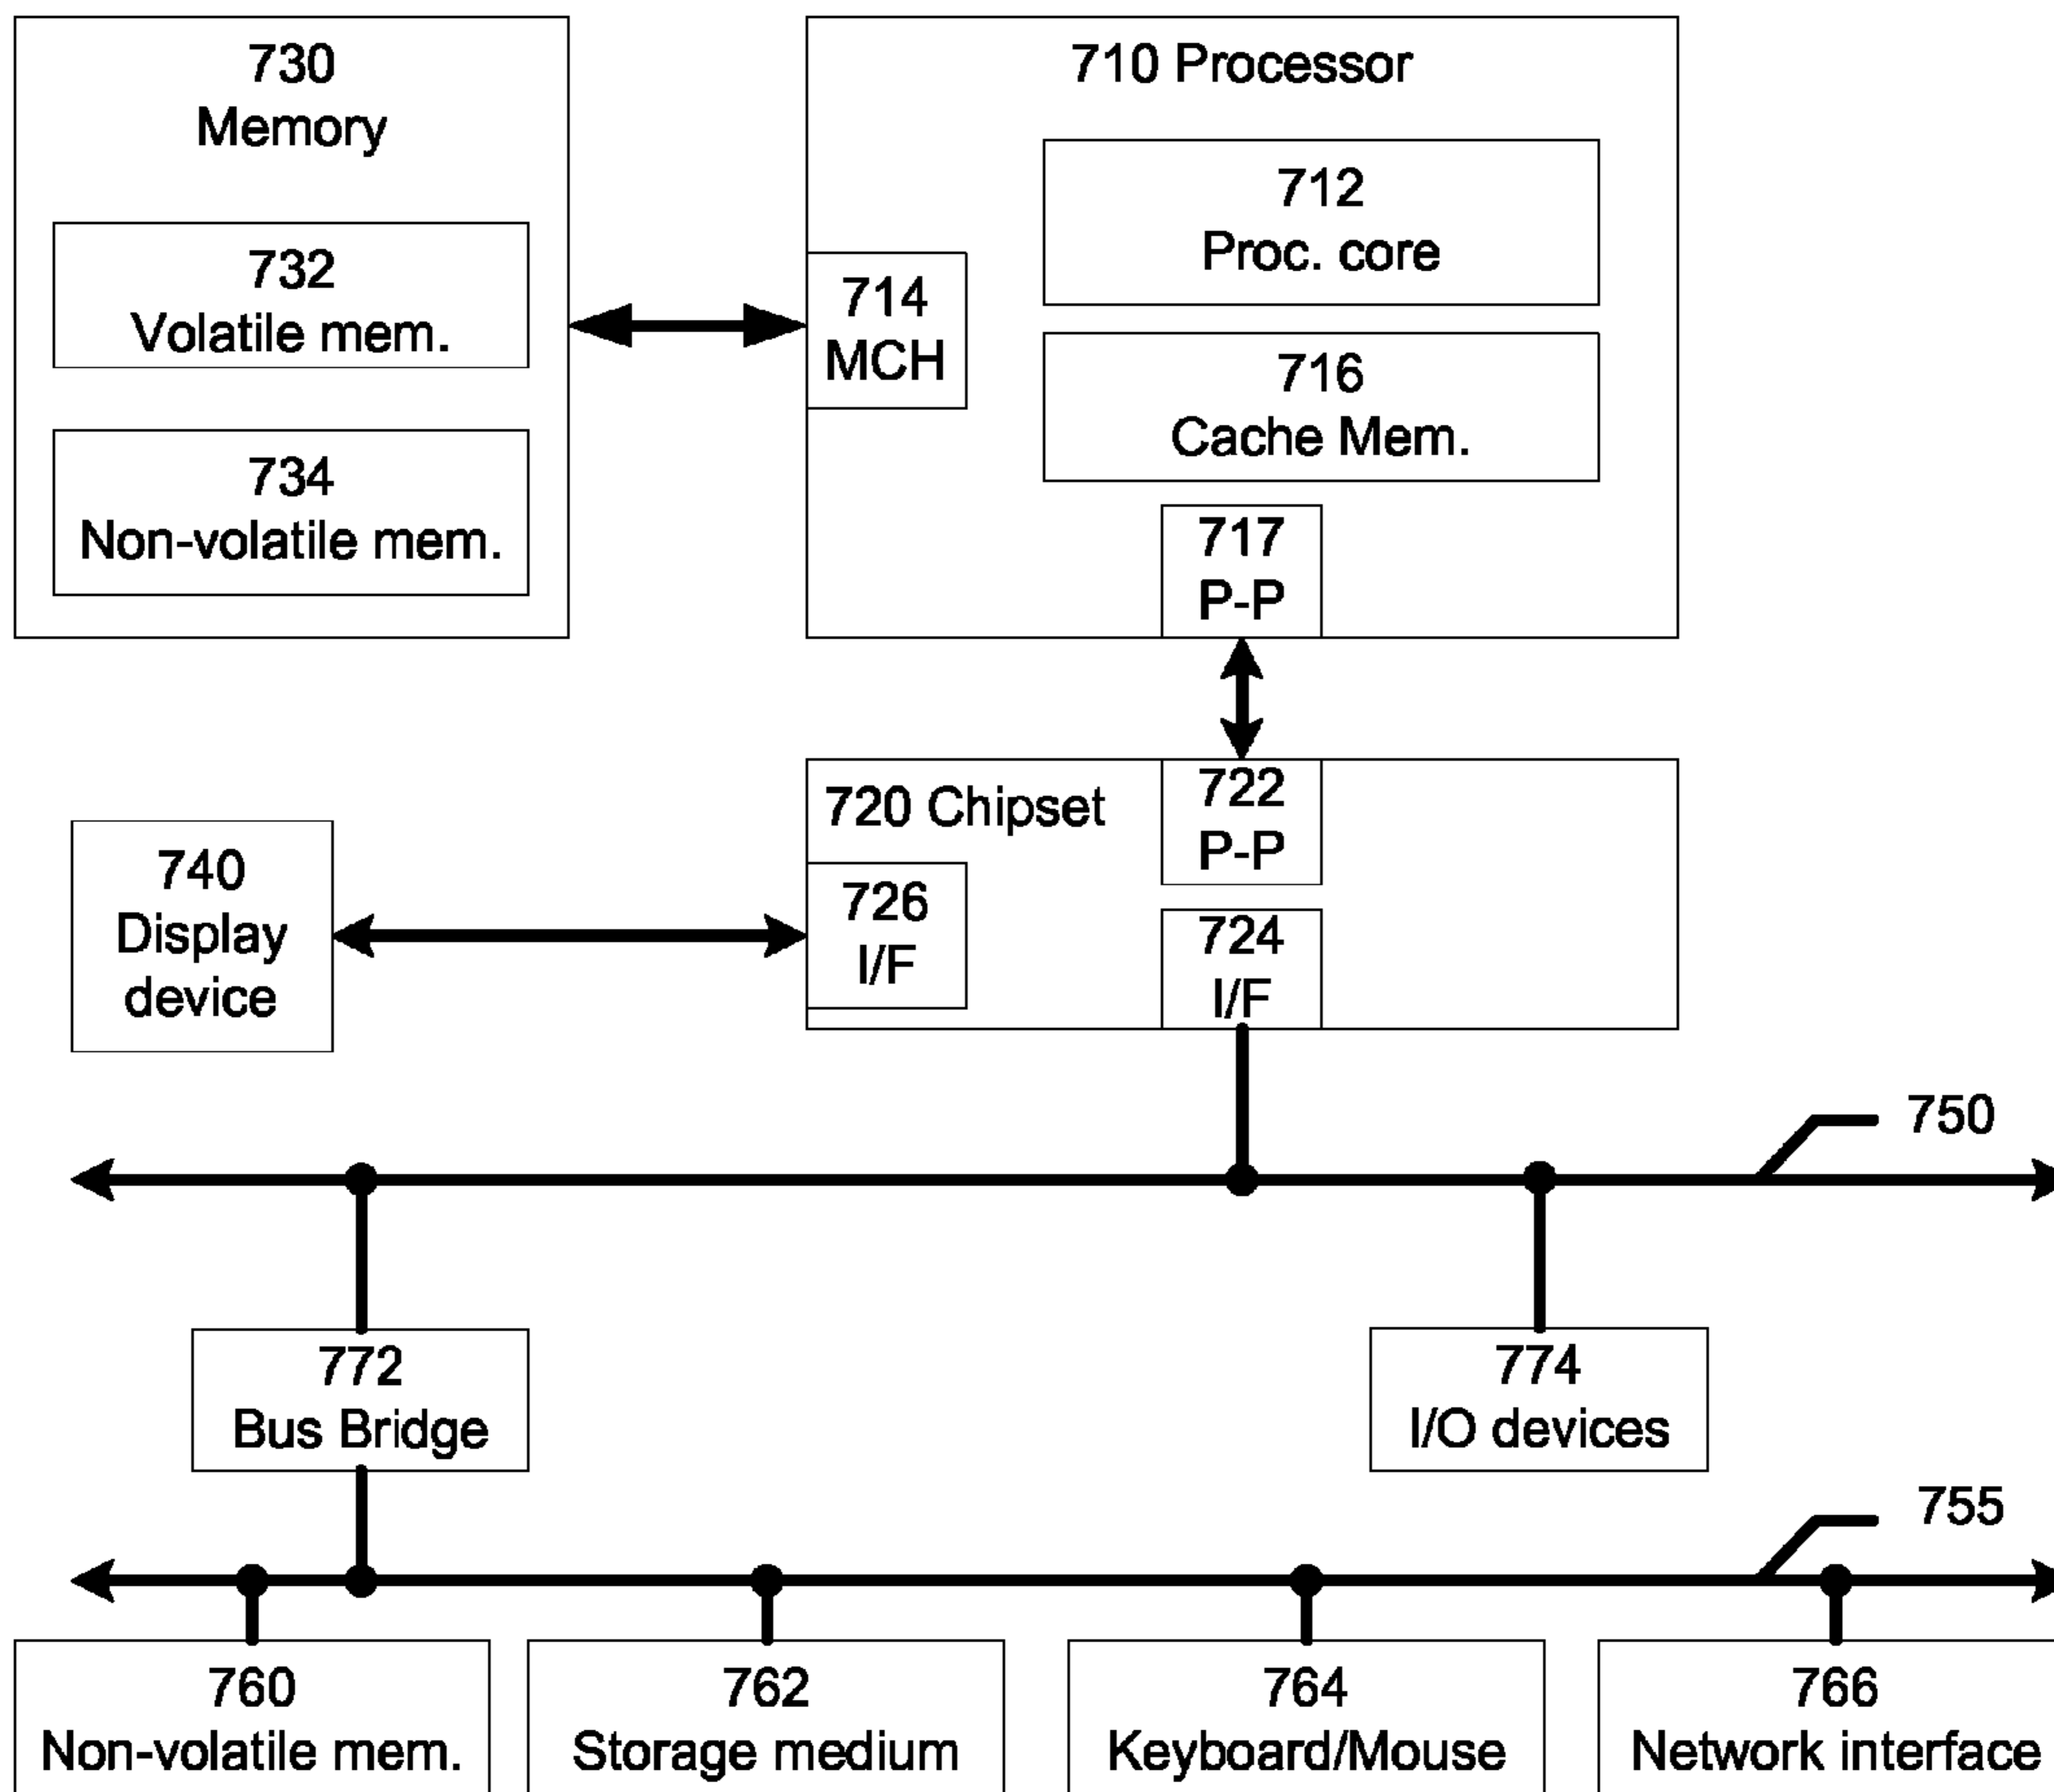 730
Memory
732
Volatile mem.
734
Non-volatile mem.
710 Processor
712
Proc. core
714
MCH
716
Cache Mem.
717
P-P
720 Chipset
722
P-P
726
I/F
724
I/F
740
Display
device
750
772
Bus Bridge
774
I/O devices
755
760
Non-volatile mem.
762
Storage medium
764
Keyboard/Mouse
766
Network interface